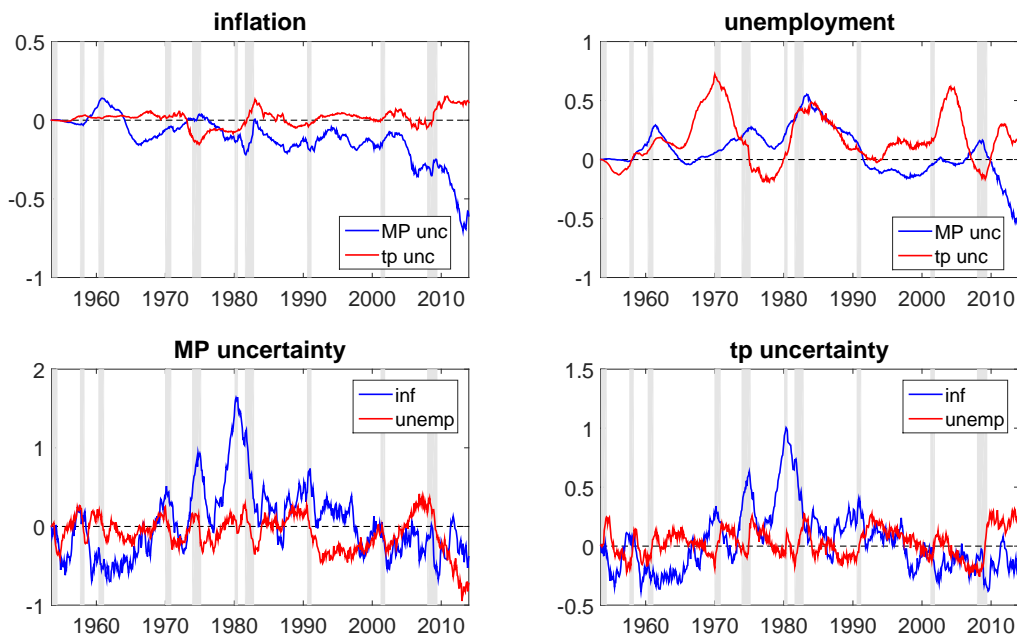 inflation
0.5
0
-0.5
-1
1960 1970 1980 1990 2000 2010
MP unc
tp unc
unemployment
1
0.5
0
-0.5
-1
1960 1970 1980 1990 2000 2010
MP unc
tp unc
MP uncertainty
2
1
0
-1
1960 1970 1980 1990 2000 2010
inf
unemp
tp uncertainty
1.5
1
0.5
0
-0.5
1960 1970 1980 1990 2000 2010
inf
unemp